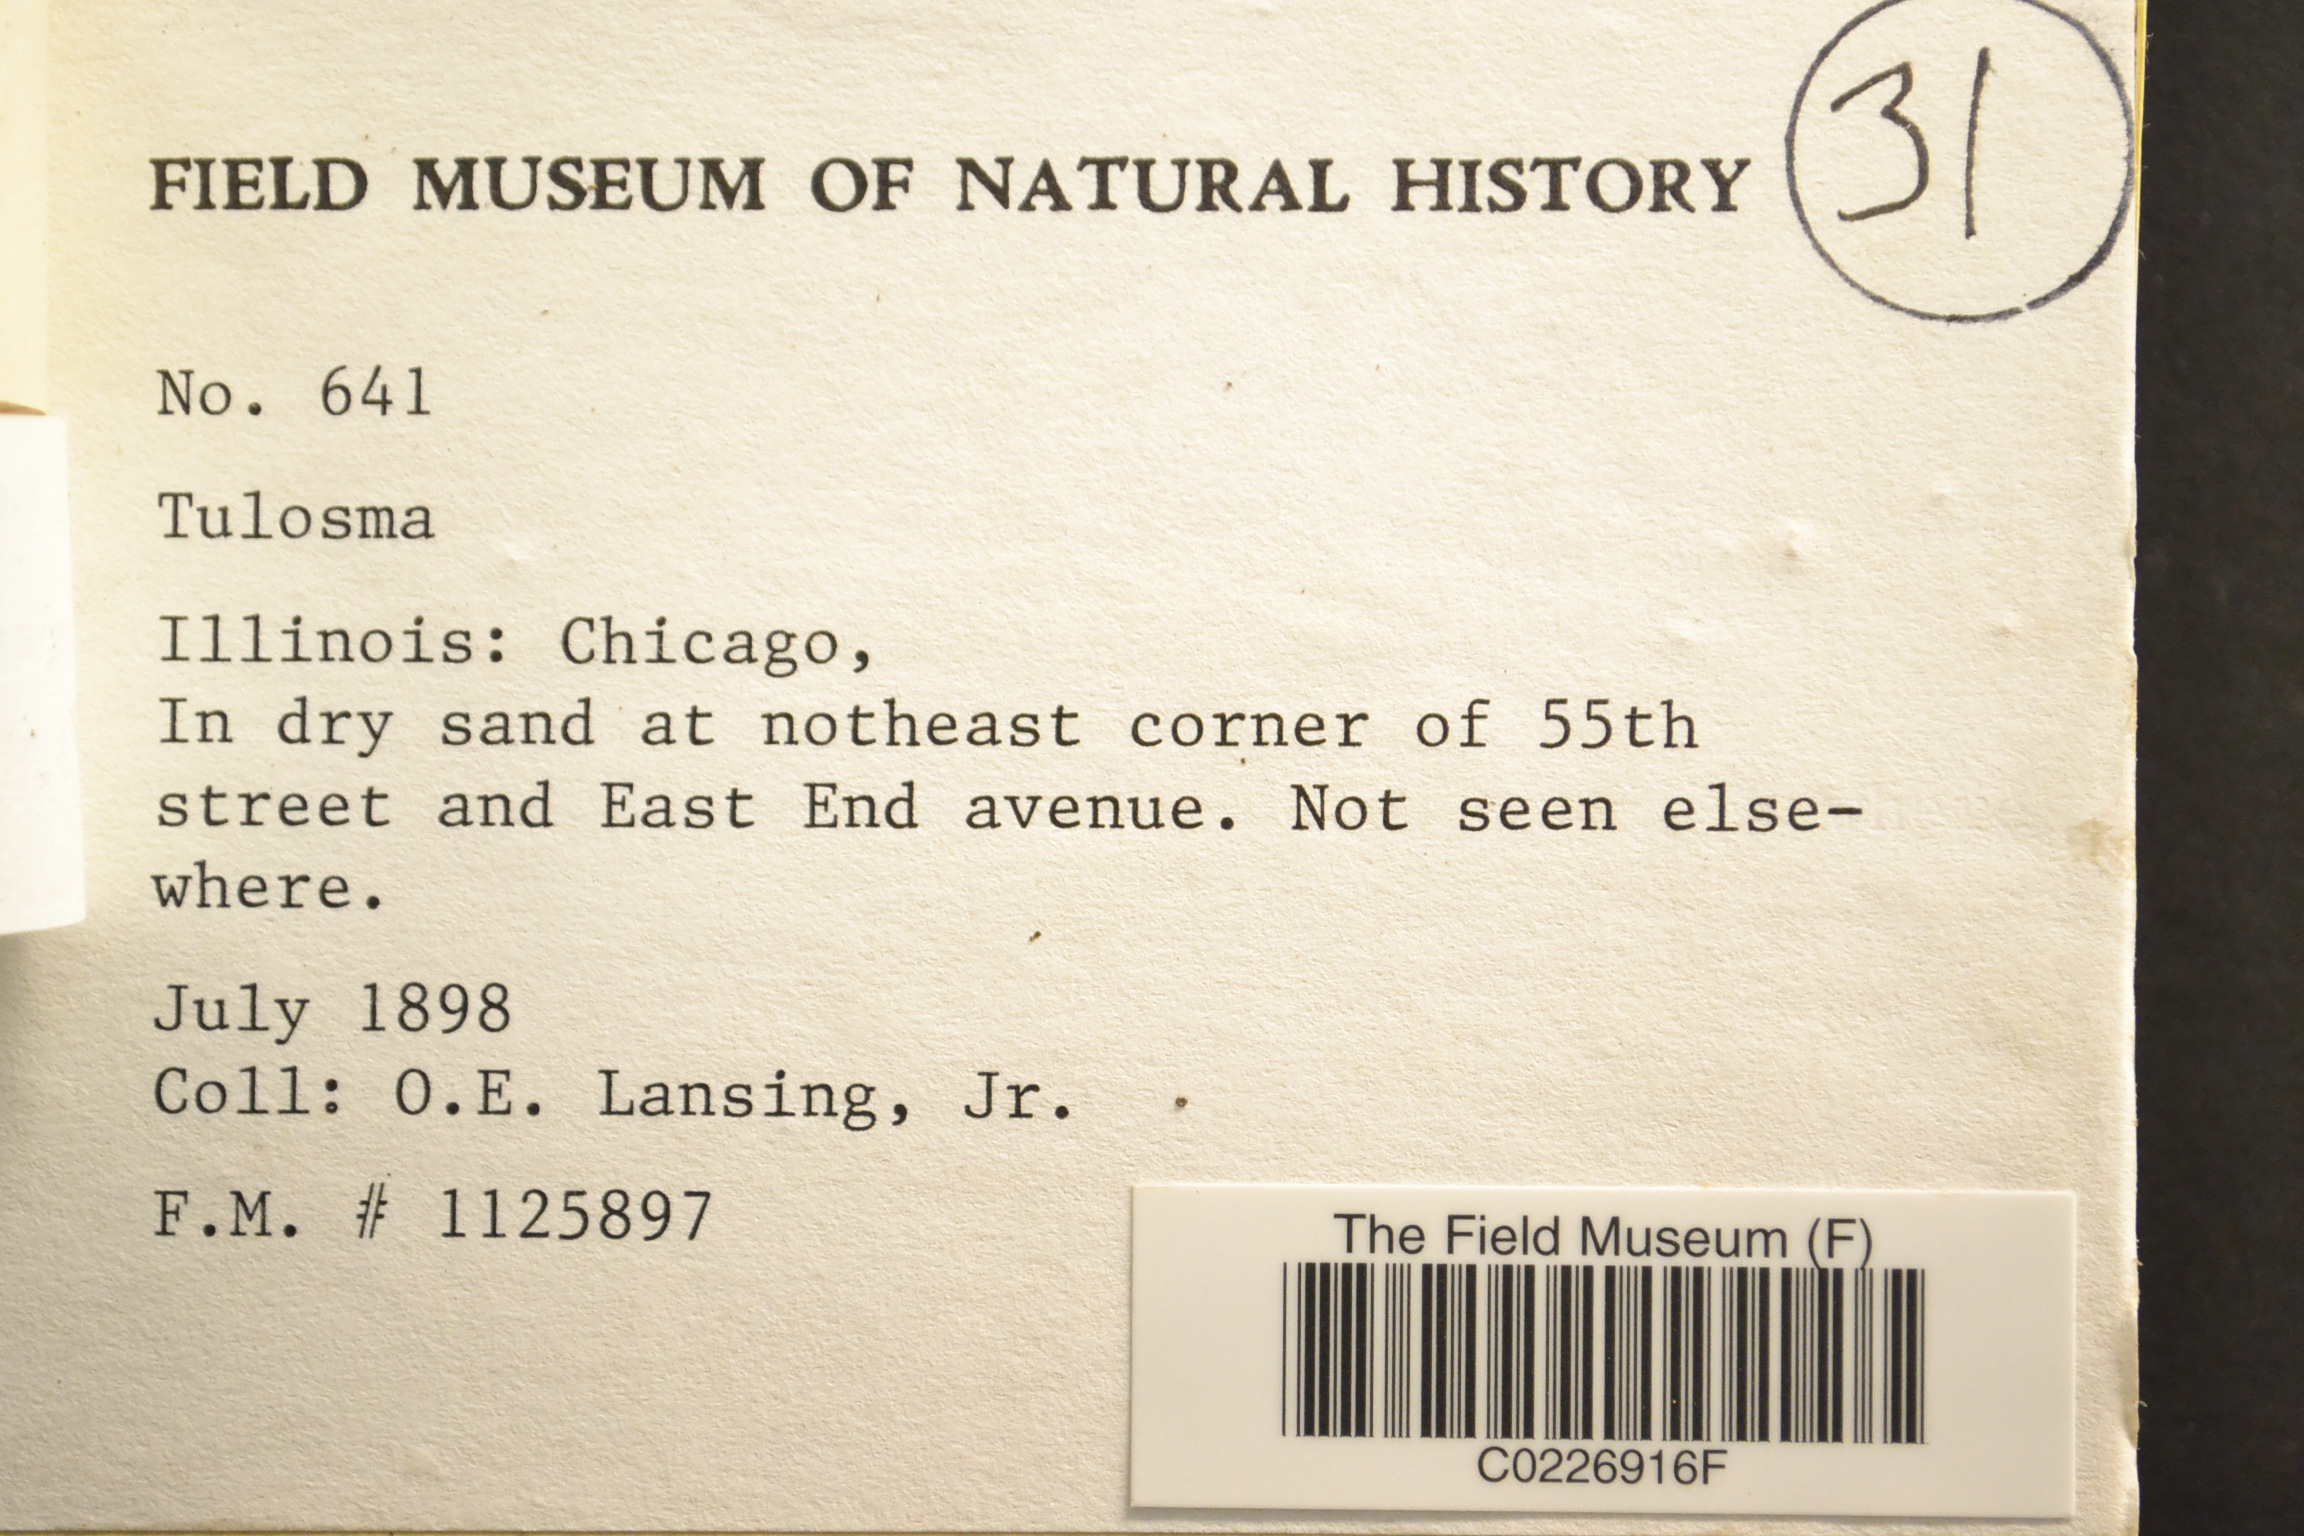 31
FIELD MUSEUM OF NATURAL HISTORY
No. 641
Tulosma
Illinois: Chicago,
In dry sand at notheast corner of 55th
street and East End avenue. Not seen else-
where.
July 1898
Coll: O.E. Lansing, Jr.
F.M. # 1125897
The Field Museum (F)
C0226916F